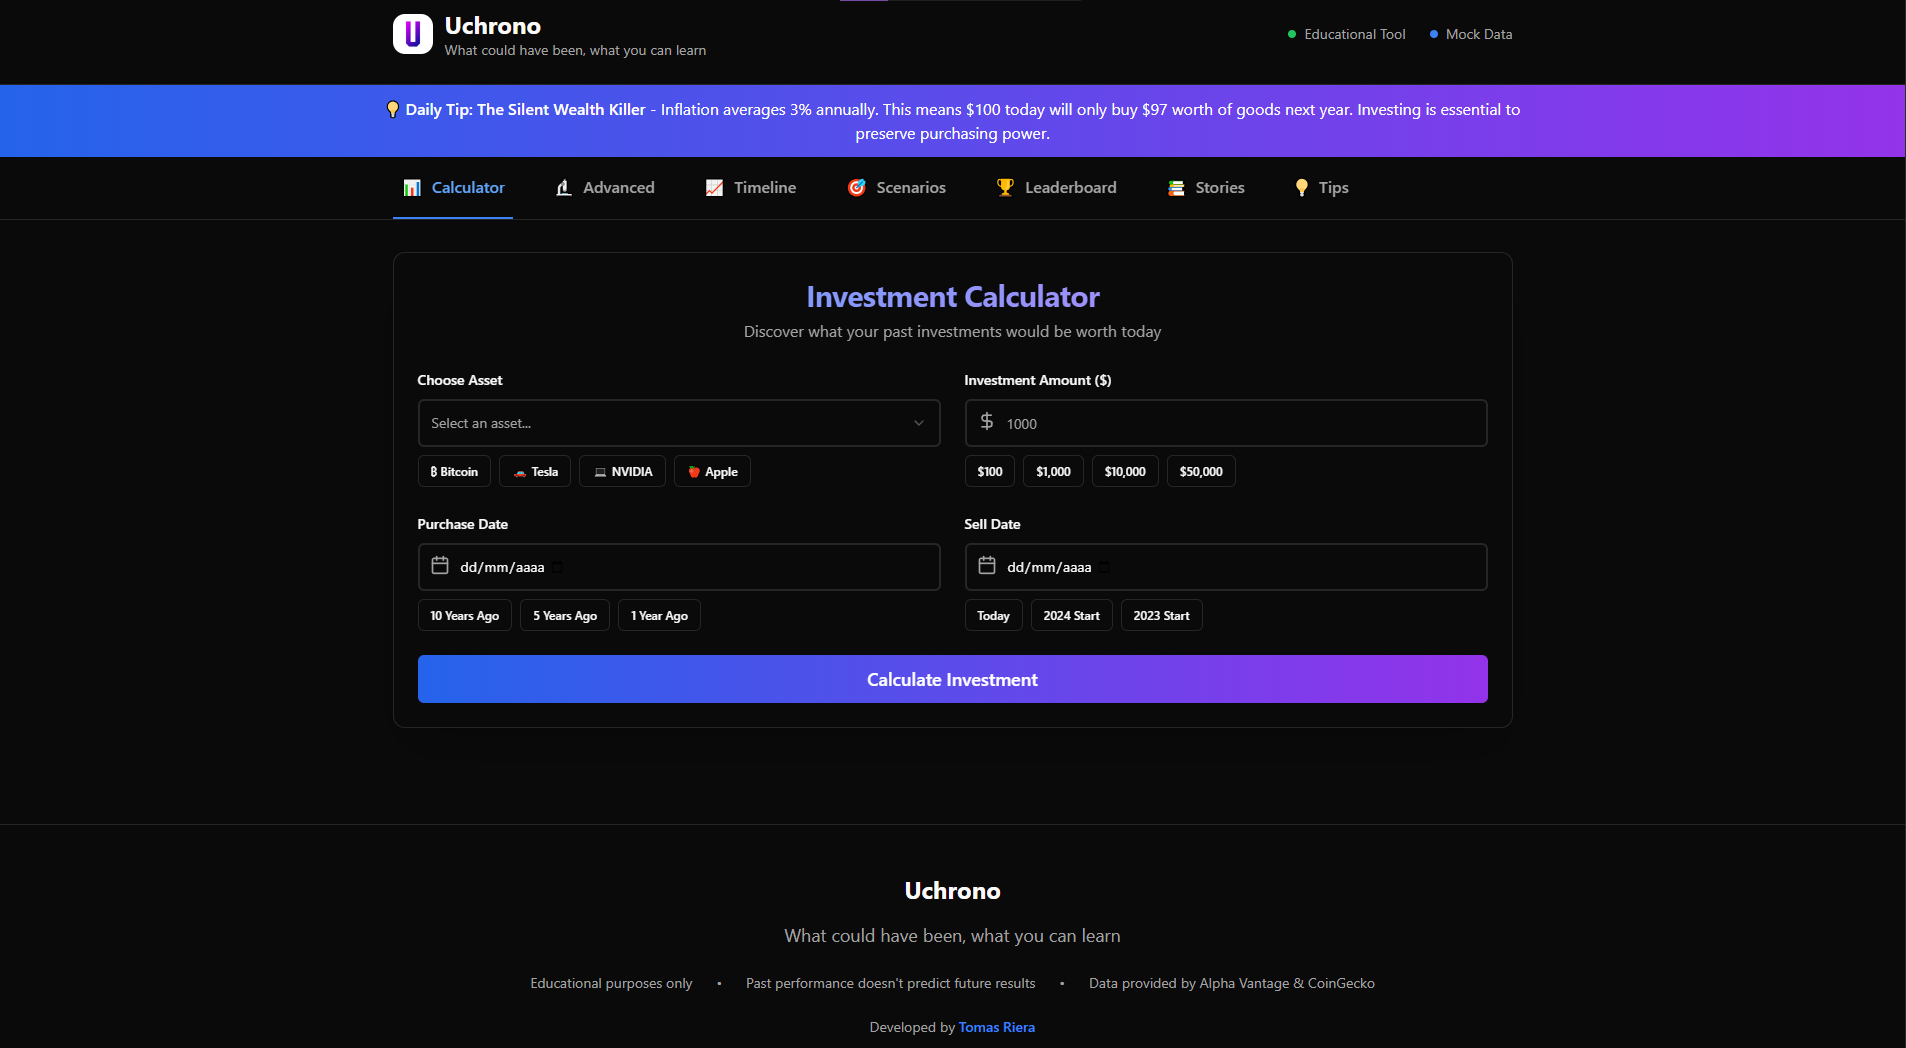 U
Uchrono
What could have been, what you can learn
Educational Tool
Mock Data
Daily Tip: The Silent Wealth Killer - Inflation averages 3% annually. This means $100 today will only buy $97 worth of goods next year. Investing is essential to
preserve purchasing power.
Calculator
Advanced
Timeline
Scenarios
Leaderboard
Stories
Tips
Investment Calculator
Discover what your past investments would be worth today
Choose Asset
Select an asset...
₿ Bitcoin
Tesla
NVIDIA
Apple
Investment Amount ($)
$ 1000
$100
$1,000
$10,000
$50,000
Purchase Date
dd/mm/aaaa
10 Years Ago
5 Years Ago
1 Year Ago
Sell Date
dd/mm/aaaa
Today
2024 Start
2023 Start
Calculate Investment
Uchrono
What could have been, what you can learn
Educational purposes only • Past performance doesn't predict future results • Data provided by Alpha Vantage & CoinGecko
Developed by Tomas Riera